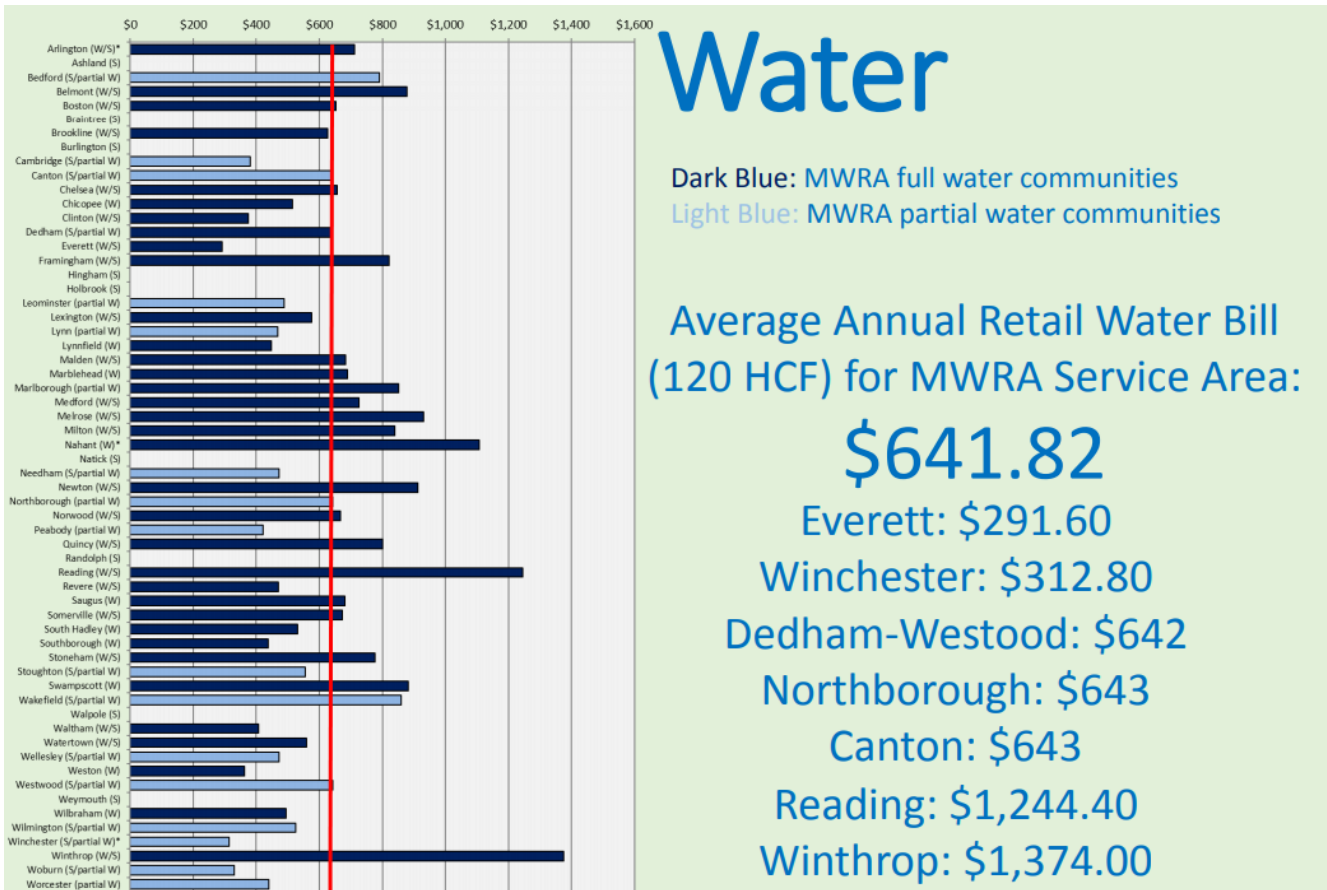 $0 $200 $400 $600 $800 $1,000 $1,200 $1,400 $1,600
Arlington (W/S)*
Ashland (S)
Bedford (S/partial W)
Belmont (W/S)
Boston (W/S)
Braintree (S)
Brookline (W/S)
Burlington (S)
Cambridge (S/partial W)
Canton (S/partial W)
Chelsea (W/S)
Chicopee (W)
Clinton (W/S)
Dedham (S/partial W)
Everett (W/S)
Framingham (W/S)
Hingham (S)
Holbrook (S)
Leominster (partial W)
Lexington (W/S)
Lynn (partial W)
Lynnfield (W)
Malden (W/S)
Marblehead (W)
Marlborough (partial W)
Medford (W/S)
Melrose (W/S)
Milton (W/S)
Nahant (W)*
Natick (S)
Needham (S/partial W)
Newton (W/S)
Northborough (partial W)
Norwood (W/S)
Peabody (partial W)
Quincy (W/S)
Randolph (S)
Reading (W/S)
Revere (W/S)
Saugus (W)
Somerville (W/S)
South Hadley (W)
Southborough (W)
Stoneham (W/S)
Stoughton (S/partial W)
Swampscott (W)
Wakefield (S/partial W)
Walpole (S)
Waltham (W/S)
Watertown (W/S)
Wellesley (S/partial W)
Weston (W)
Westwood (S/partial W)
Weymouth (S)
Wilbraham (W)
Wilmington (S/partial W)
Winchester (S/partial W)*
Winthrop (W/S)
Woburn (S/partial W)
Worcester (partial W)
Water
Dark Blue: MWRA full water communities
Light Blue: MWRA partial water communities
Average Annual Retail Water Bill
(120 HCF) for MWRA Service Area:
$641.82
Everett: $291.60
Winchester: $312.80
Dedham-Westood: $642
Northborough: $643
Canton: $643
Reading: $1,244.40
Winthrop: $1,374.00